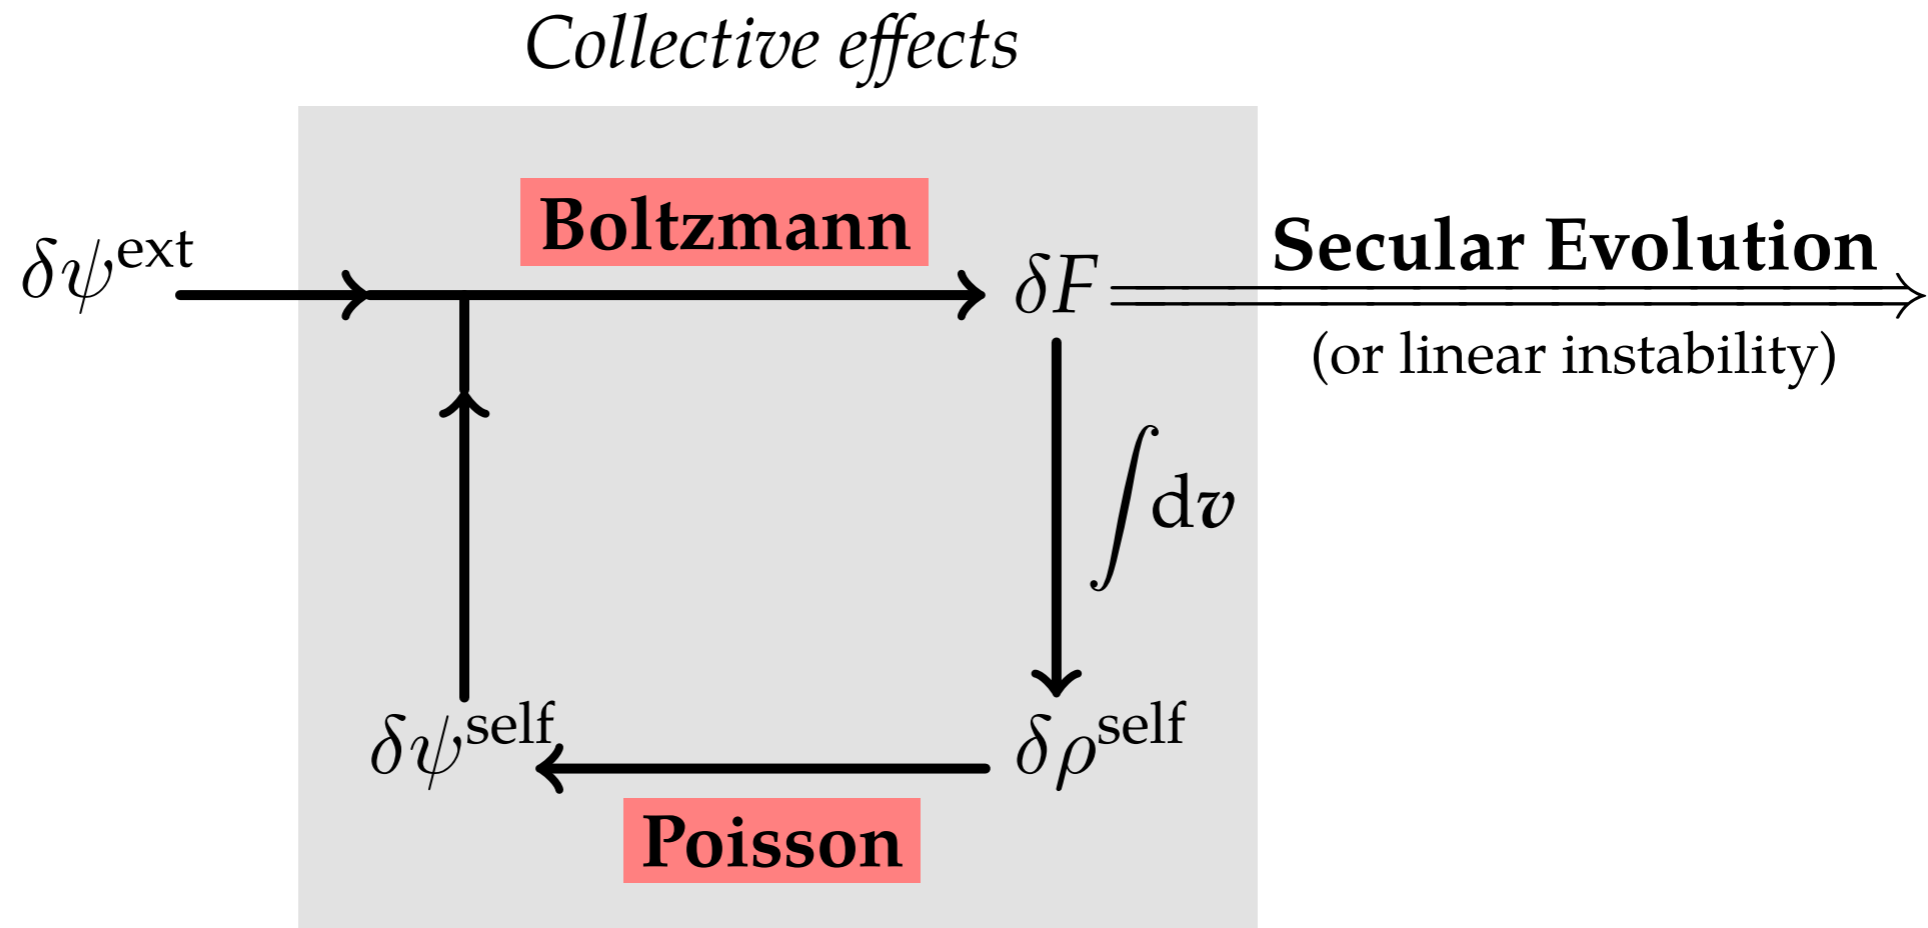 Collective effects
Boltzmann
δψ^ext
δF
Secular Evolution
(or linear instability)
∫dv
δψ^self
δρ^self
Poisson